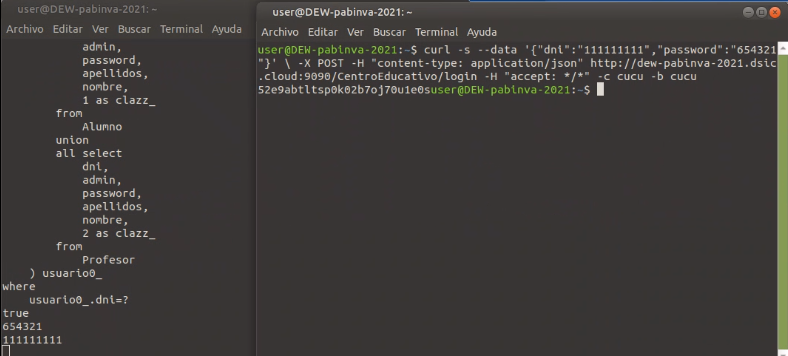 user@DEW-pabinva-2021: ~
Archivo Editar Ver Buscar Terminal Ayuda
admin,
password,
apellidos,
nombre,
1 as clazz_
from
Alumno
union
all select
dni,
admin,
password,
apellidos,
nombre,
2 as clazz_
from
Profesor
) usuario0_
where
usuario0_.dni=?
true
654321
111111111
user@DEW-pabinva-2021: ~
Archivo Editar Ver Buscar Terminal Ayuda
user@DEW-pabinva-2021:~$ curl -s --data '{"dni":"111111111","password":"654321
"}' \ -X POST -H "content-type: application/json" http://dew-pabinva-2021.dsic
.cloud:9090/CentroEducativo/login -H "accept: */*" -c cucu -b cucu
52e9abtltsp0k02b7oj70u1e0suser@DEW-pabinva-2021:~$